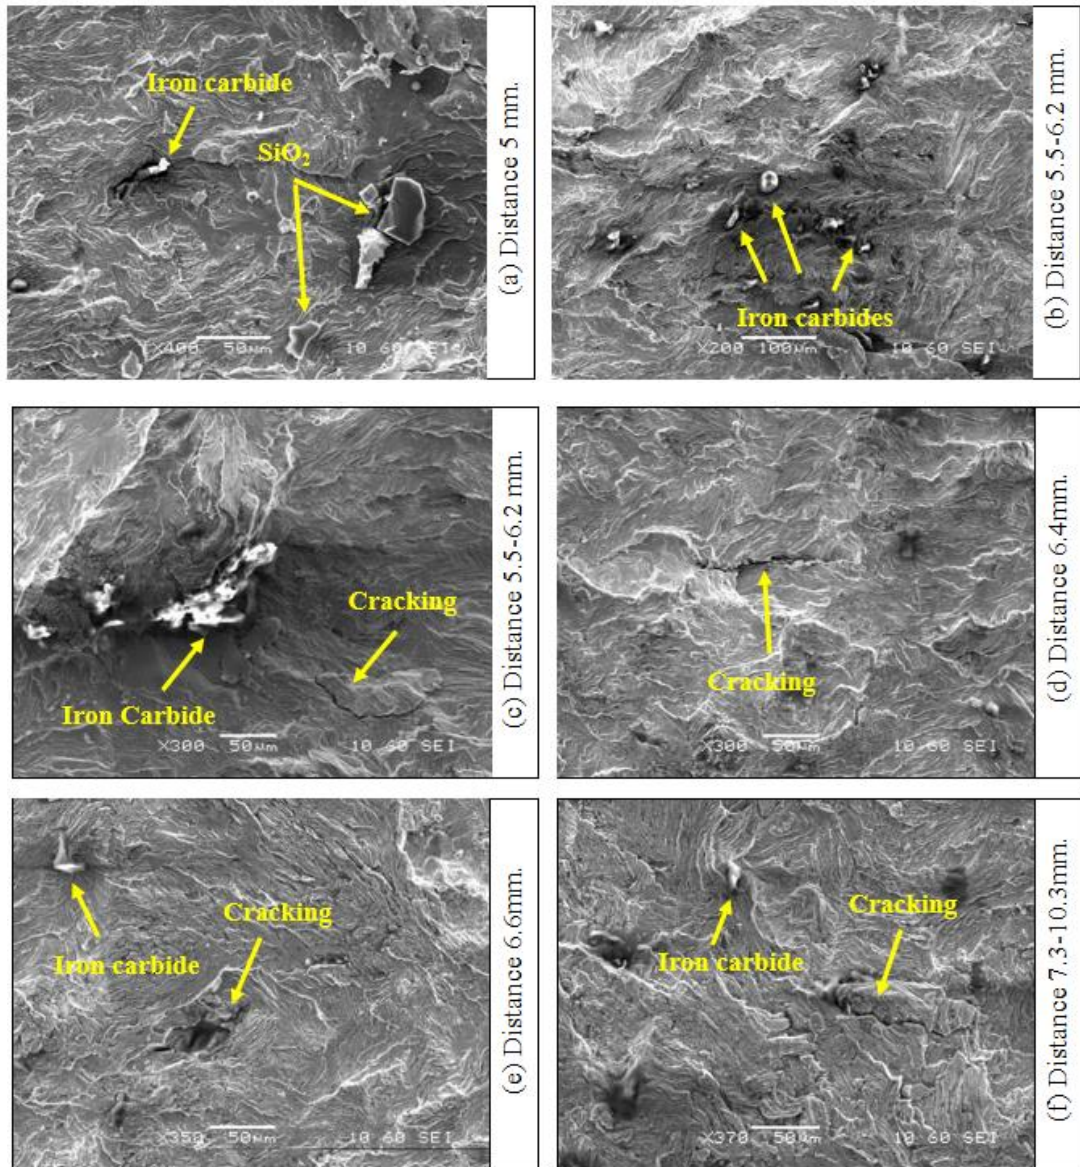 Iron carbide
SiO₂
X400 50µm 10 60 SEI
(a) Distance 5 mm.
Iron carbides
X200 100µm 10 60 SEI
(b) Distance 5.5-6.2 mm.
Cracking
Iron Carbide
X300 50µm 10 60 SEI
(c) Distance 5.5-6.2 mm.
Cracking
X300 50µm 10 60 SEI
(d) Distance 6.4mm.
Cracking
Iron carbide
X350 50µm 10 60 SEI
(e) Distance 6.6mm.
Cracking
Iron carbide
X370 50µm 10 60 SEI
(f) Distance 7.3-10.3mm.